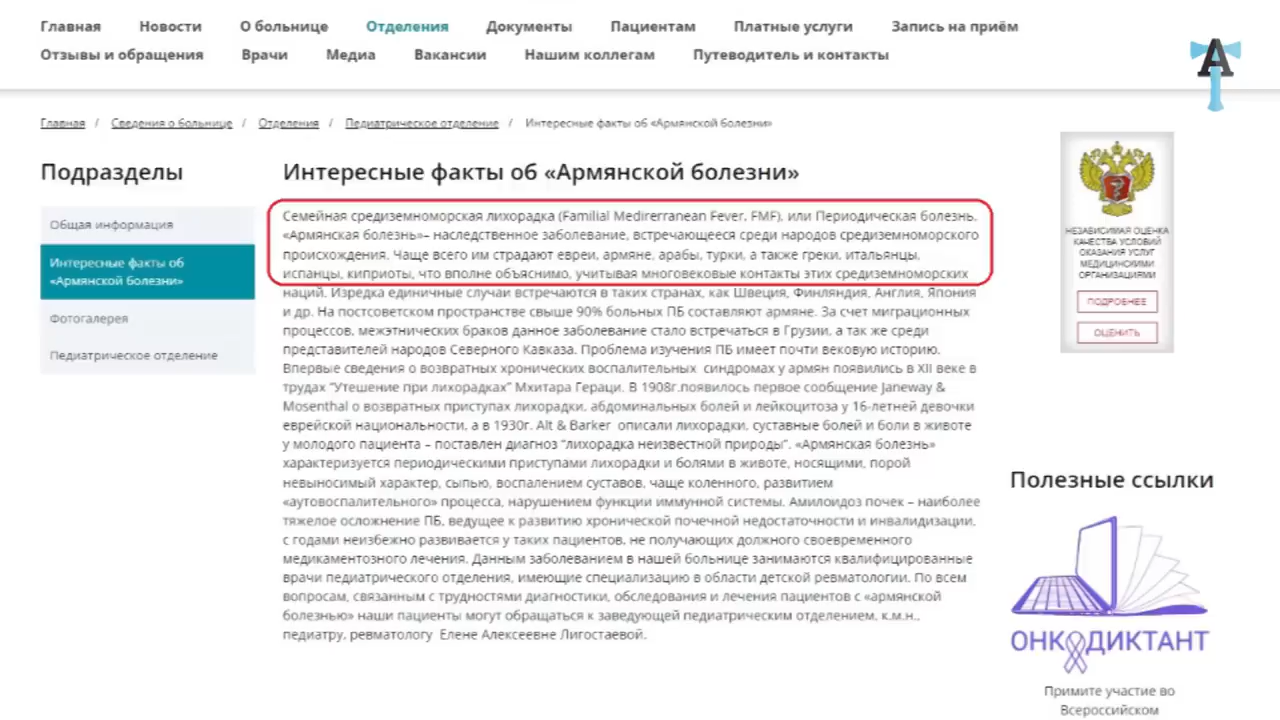 Главная Новости О больнице Отделения Документы Пациентам Платные услуги Запись на приём
Отзывы и обращения Врачи Медиа Вакансии Нашим коллегам Путеводитель и контакты
Главная / Сведения о больнице / Отделения / Педиатрическое отделение / Интересные факты об «Армянской болезни»
Подразделы
Общая информация
Интересные факты об
«Армянской болезни»
Фотогалерея
Педиатрическое отделение
Интересные факты об «Армянской болезни»
Семейная средиземноморская лихорадка (Familial Medirerranean Fever, FMF), или Периодическая болезнь,
«Армянская болезнь»– наследственное заболевание, встречающееся среди народов средиземноморского
происхождения. Чаще всего им страдают евреи, армяне, арабы, турки, а также греки, итальянцы,
испанцы, киприоты, что вполне объяснимо, учитывая многовековые контакты этих средиземноморских
наций. Изредка единичные случаи встречаются в таких странах, как Швеция, Финляндия, Англия, Япония
и др. На постсоветском пространстве свыше 90% больных ПБ составляют армяне. За счет миграционных
процессов, межэтнических браков данное заболевание стало встречаться в Грузии, а так же среди
представителей народов Северного Кавказа. Проблема изучения ПБ имеет почти вековую историю.
Впервые сведения о возвратных хронических воспалительных синдромах у армян появились в XII веке в
трудах “Утешение при лихорадках” Мхитара Гераци. В 1908г.появилось первое сообщение Janeway &
Mosenthal о возвратных приступах лихорадки, абдоминальных болей и лейкоцитоза у 16-летней девочки
еврейской национальности, а в 1930г. Alt & Barker описали лихорадки, суставные болей и боли в животе
у молодого пациента – поставлен диагноз “лихорадка неизвестной природы”. «Армянская болезнь»
характеризуется периодическими приступами лихорадки и болями в животе, носящими, порой
невыносимый характер, сыпью, воспалением суставов, чаще коленного, развитием
«аутовоспалительного» процесса, нарушением функции иммунной системы. Амилоидоз почек – наиболее
тяжелое осложнение ПБ, ведущее к развитию хронической почечной недостаточности и инвалидизации,
с годами неизбежно развивается у таких пациентов, не получающих должного своевременного
медикаментозного лечения. Данным заболеванием в нашей больнице занимаются квалифицированные
врачи педиатрического отделения, имеющие специализацию в области детской ревматологии. По всем
вопросам, связанным с трудностями диагностики, обследования и лечения пациентов с «армянской
болезнью» наши пациенты могут обращаться к заведующей педиатрическим отделением, к.м.н.,
педиатру, ревматологу Елене Алексеевне Лигостаевой.
НЕЗАВИСИМАЯ ОЦЕНКА
КАЧЕСТВА УСЛОВИЙ
ОКАЗАНИЯ УСЛУГ
МЕДИЦИНСКИМИ
ОРГАНИЗАЦИЯМИ
ПОДРОБНЕЕ
ОЦЕНИТЬ
Полезные ссылки
ОНКОДИКТАНТ
Примите участие во
Всероссийском